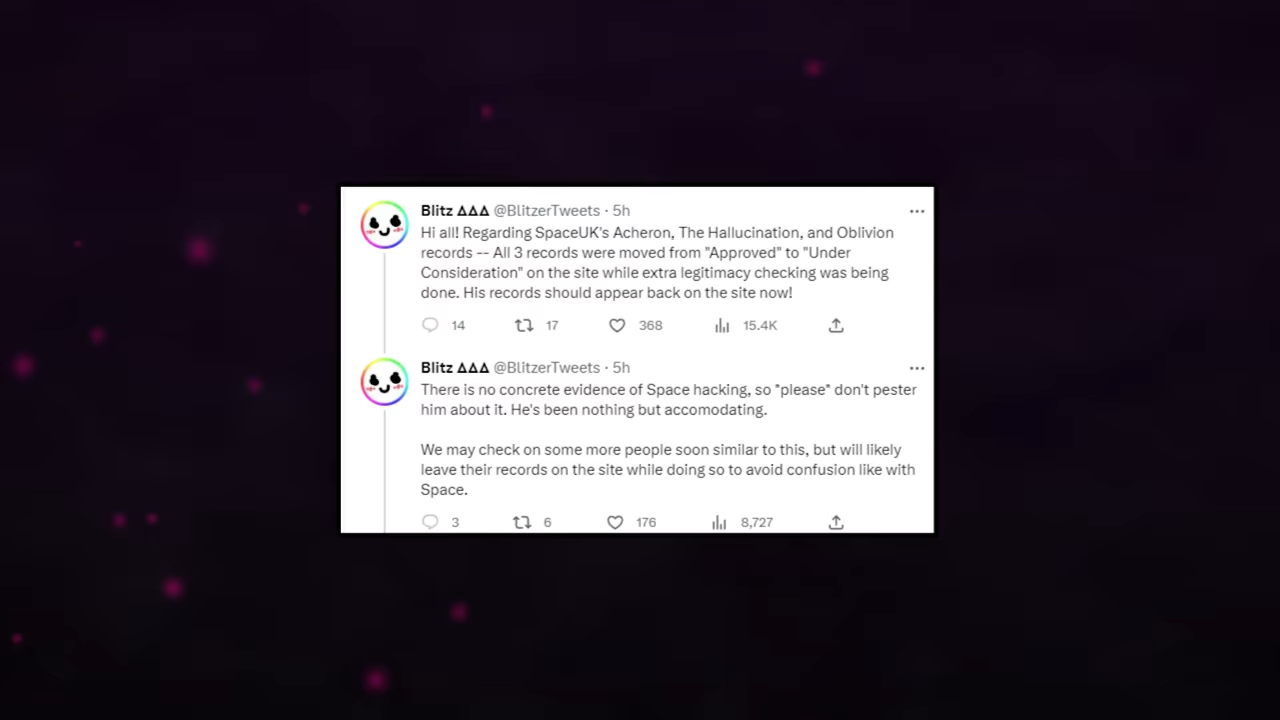 Blitz ΔΔΔ @BlitzerTweets · 5h
Hi all! Regarding SpaceUK's Acheron, The Hallucination, and Oblivion
records -- All 3 records were moved from "Approved" to "Under
Consideration" on the site while extra legitimacy checking was being
done. His records should appear back on the site now!
14 17 368 15.4K
Blitz ΔΔΔ @BlitzerTweets · 5h
There is no concrete evidence of Space hacking, so *please* don't pester
him about it. He's been nothing but accomodating.
We may check on some more people soon similar to this, but will likely
leave their records on the site while doing so to avoid confusion like with
Space.
3 6 176 8,727